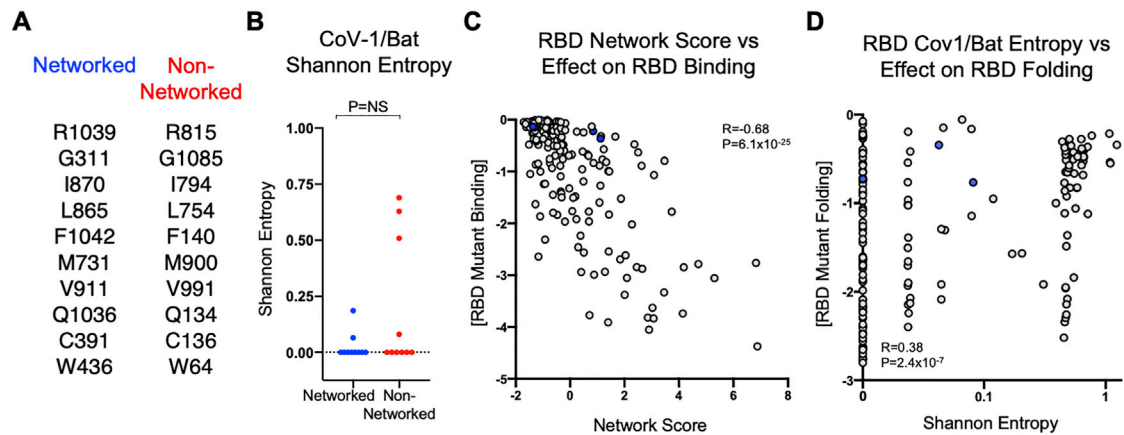 A
Networked
Non-
Networked
R1039 R815
G311 G1085
I870 I794
L865 L754
F1042 F140
M731 M900
V911 V991
Q1036 Q134
C391 C136
W436 W64
B
CoV-1/Bat
Shannon Entropy
P=NS
1.00
0.75
0.50
0.25
0.00
Shannon Entropy
Networked
Non-
Networked
C
RBD Network Score vs
Effect on RBD Binding
R=-0.68
P=6.1x10-25
0
-1
-2
-3
-4
-5
[RBD Mutant Binding]
-2 0 2 4 6 8
Network Score
D
RBD Cov1/Bat Entropy vs
Effect on RBD Folding
0
-1
-2
-3
[RBD Mutant Folding]
R=0.38
P=2.4x10-7
0 0.1 1
Shannon Entropy